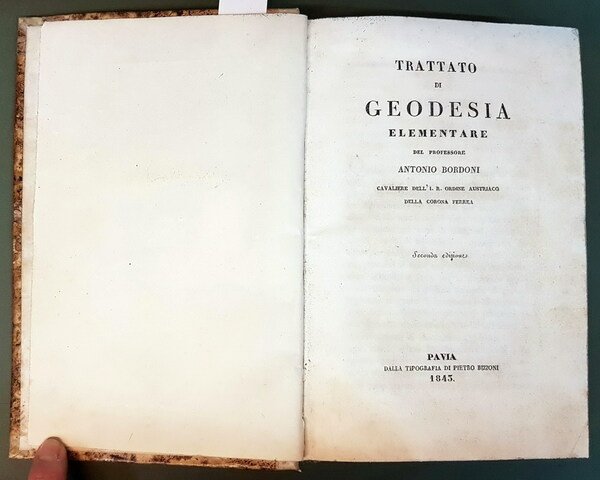 TRATTATO
DI
GEODESIA
ELEMENTARE
DEL PROFESSORE
ANTONIO BORDONI
CAVALIERE DELL'I. R. ORDINE AUSTRIACO
DELLA CORONA FERREA
Seconda edizione
PAVIA
DALLA TIPOGRAFIA DI PIETRO BIZZONI
1843.